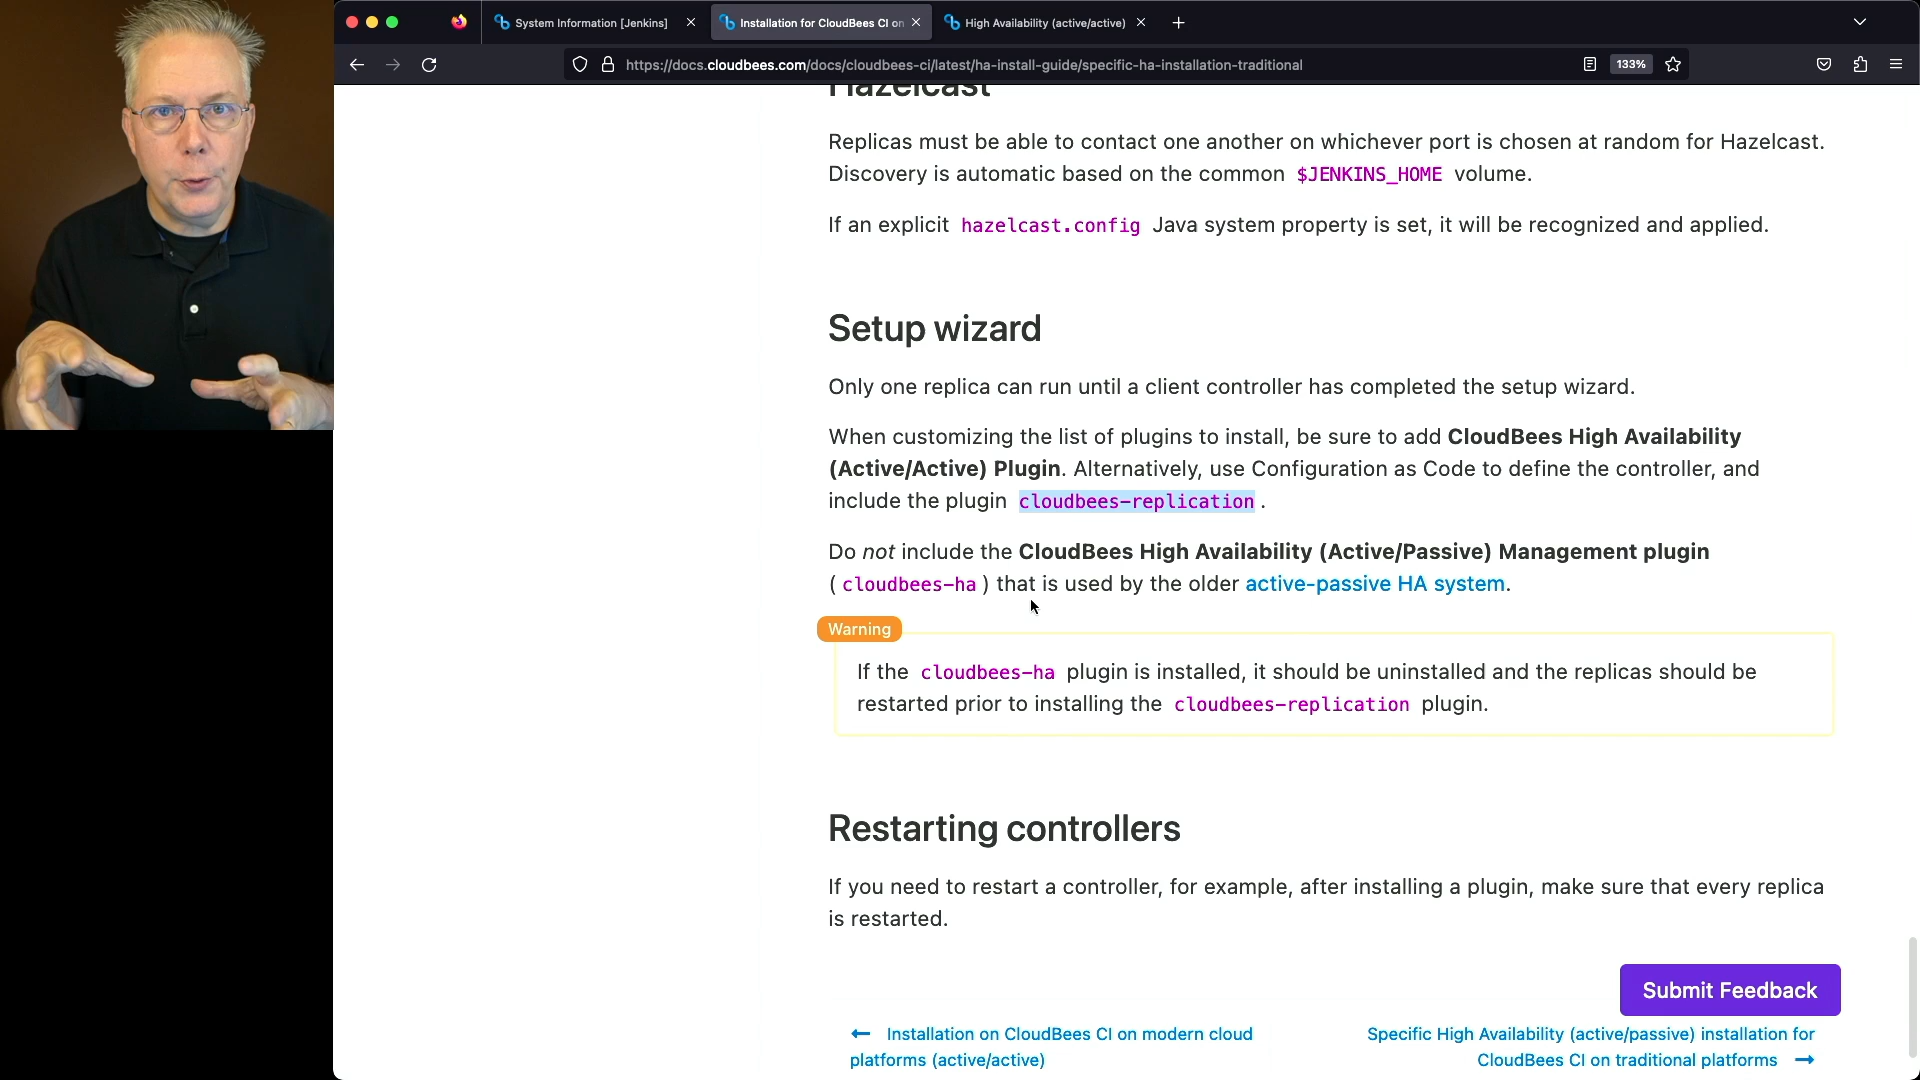 System Information [Jenkins]
Installation for CloudBees CI on
High Availability (active/active)
https://docs.cloudbees.com/docs/cloudbees-ci/latest/ha-install-guide/specific-ha-installation-traditional
133%
Hazelcast
Replicas must be able to contact one another on whichever port is chosen at random for Hazelcast.
Discovery is automatic based on the common $JENKINS_HOME volume.
If an explicit hazelcast.config Java system property is set, it will be recognized and applied.
Setup wizard
Only one replica can run until a client controller has completed the setup wizard.
When customizing the list of plugins to install, be sure to add CloudBees High Availability
(Active/Active) Plugin. Alternatively, use Configuration as Code to define the controller, and
include the plugin cloudbees-replication .
Do not include the CloudBees High Availability (Active/Passive) Management plugin
( cloudbees-ha ) that is used by the older active-passive HA system.
Warning
If the cloudbees-ha plugin is installed, it should be uninstalled and the replicas should be
restarted prior to installing the cloudbees-replication plugin.
Restarting controllers
If you need to restart a controller, for example, after installing a plugin, make sure that every replica
is restarted.
Submit Feedback
← Installation on CloudBees CI on modern cloud
platforms (active/active)
Specific High Availability (active/passive) installation for
CloudBees CI on traditional platforms →